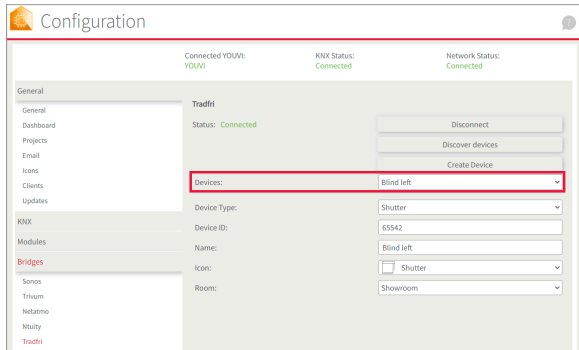 Configuration
?
Connected YOUVI: KNX Status: Network Status:
YOUVI Connected Connected
General
General
Dashboard
Projects
Email
Icons
Clients
Updates
KNX
Modules
Bridges
Sonos
Trivum
Netatmo
Ntuity
Tradfri
Tradfri
Status: Connected Disconnect
Discover devices
Create Device
Devices: Blind left
Device Type: Shutter
Device ID: 65542
Name: Blind left
Icon: Shutter
Room: Showroom